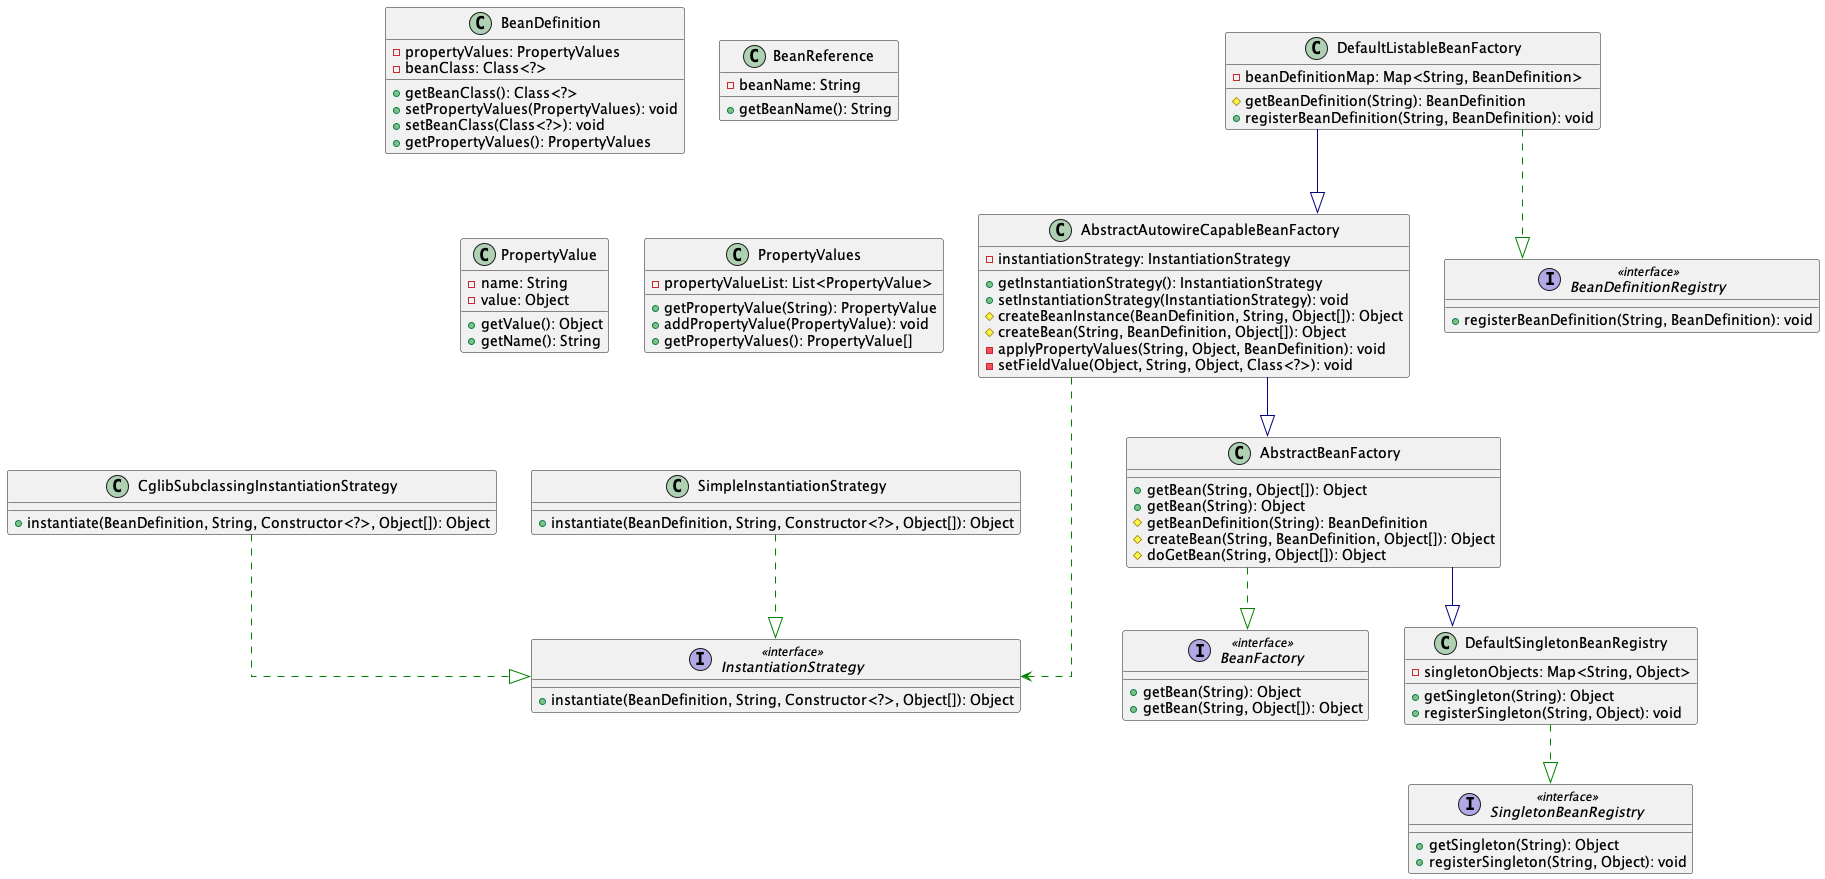 C BeanDefinition
propertyValues: PropertyValues
beanClass: Class<?>
getBeanClass(): Class<?>
setPropertyValues(PropertyValues): void
setBeanClass(Class<?>): void
getPropertyValues(): PropertyValues
C BeanReference
beanName: String
getBeanName(): String
C DefaultListableBeanFactory
beanDefinitionMap: Map<String, BeanDefinition>
getBeanDefinition(String): BeanDefinition
registerBeanDefinition(String, BeanDefinition): void
C PropertyValue
name: String
value: Object
getValue(): Object
getName(): String
C PropertyValues
propertyValueList: List<PropertyValue>
getPropertyValue(String): PropertyValue
addPropertyValue(PropertyValue): void
getPropertyValues(): PropertyValue[]
C AbstractAutowireCapableBeanFactory
instantiationStrategy: InstantiationStrategy
getInstantiationStrategy(): InstantiationStrategy
setInstantiationStrategy(InstantiationStrategy): void
createBeanInstance(BeanDefinition, String, Object[]): Object
createBean(String, BeanDefinition, Object[]): Object
applyPropertyValues(String, Object, BeanDefinition): void
setFieldValue(Object, String, Object, Class<?>): void
«interface»
I BeanDefinitionRegistry
registerBeanDefinition(String, BeanDefinition): void
C CglibSubclassingInstantiationStrategy
instantiate(BeanDefinition, String, Constructor<?>, Object[]): Object
C SimpleInstantiationStrategy
instantiate(BeanDefinition, String, Constructor<?>, Object[]): Object
C AbstractBeanFactory
getBean(String, Object[]): Object
getBean(String): Object
getBeanDefinition(String): BeanDefinition
createBean(String, BeanDefinition, Object[]): Object
doGetBean(String, Object[]): Object
«interface»
I InstantiationStrategy
instantiate(BeanDefinition, String, Constructor<?>, Object[]): Object
«interface»
I BeanFactory
getBean(String): Object
getBean(String, Object[]): Object
C DefaultSingletonBeanRegistry
singletonObjects: Map<String, Object>
getSingleton(String): Object
registerSingleton(String, Object): void
«interface»
I SingletonBeanRegistry
getSingleton(String): Object
registerSingleton(String, Object): void